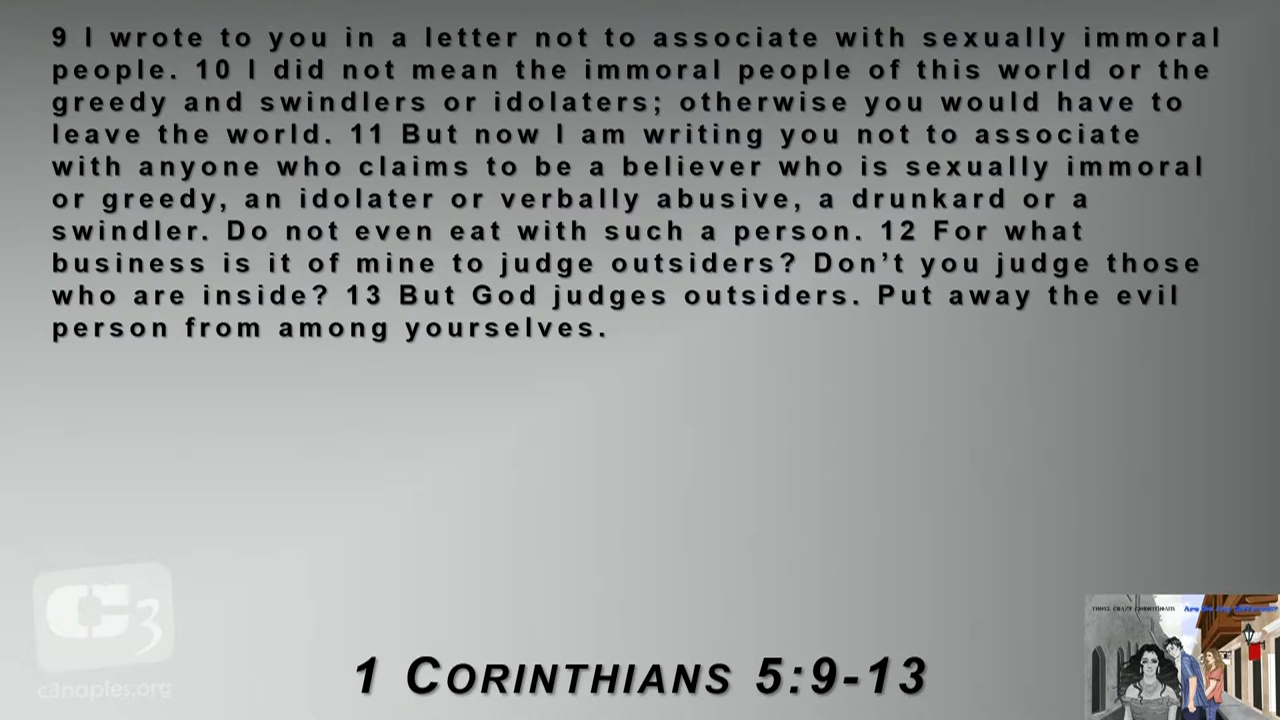 9 I wrote to you in a letter not to associate with sexually immoral
people. 10 I did not mean the immoral people of this world or the
greedy and swindlers or idolaters; otherwise you would have to
leave the world. 11 But now I am writing you not to associate
with anyone who claims to be a believer who is sexually immoral
or greedy, an idolater or verbally abusive, a drunkard or a
swindler. Do not even eat with such a person. 12 For what
business is it of mine to judge outsiders? Don’t you judge those
who are inside? 13 But God judges outsiders. Put away the evil
person from among yourselves.
C3
c3naples.org
THOSE CRAZY CORINTHIANS
Are
1 CORINTHIANS 5:9-13